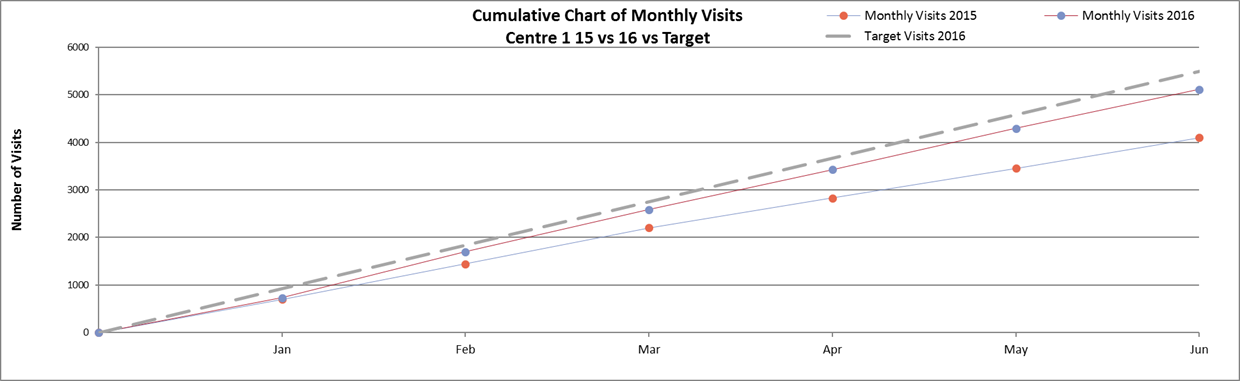 Cumulative Chart of Monthly Visits
Centre 1 15 vs 16 vs Target
Monthly Visits 2015
Monthly Visits 2016
Target Visits 2016
Number of Visits
6000
5000
4000
3000
2000
1000
0
Jan
Feb
Mar
Apr
May
Jun